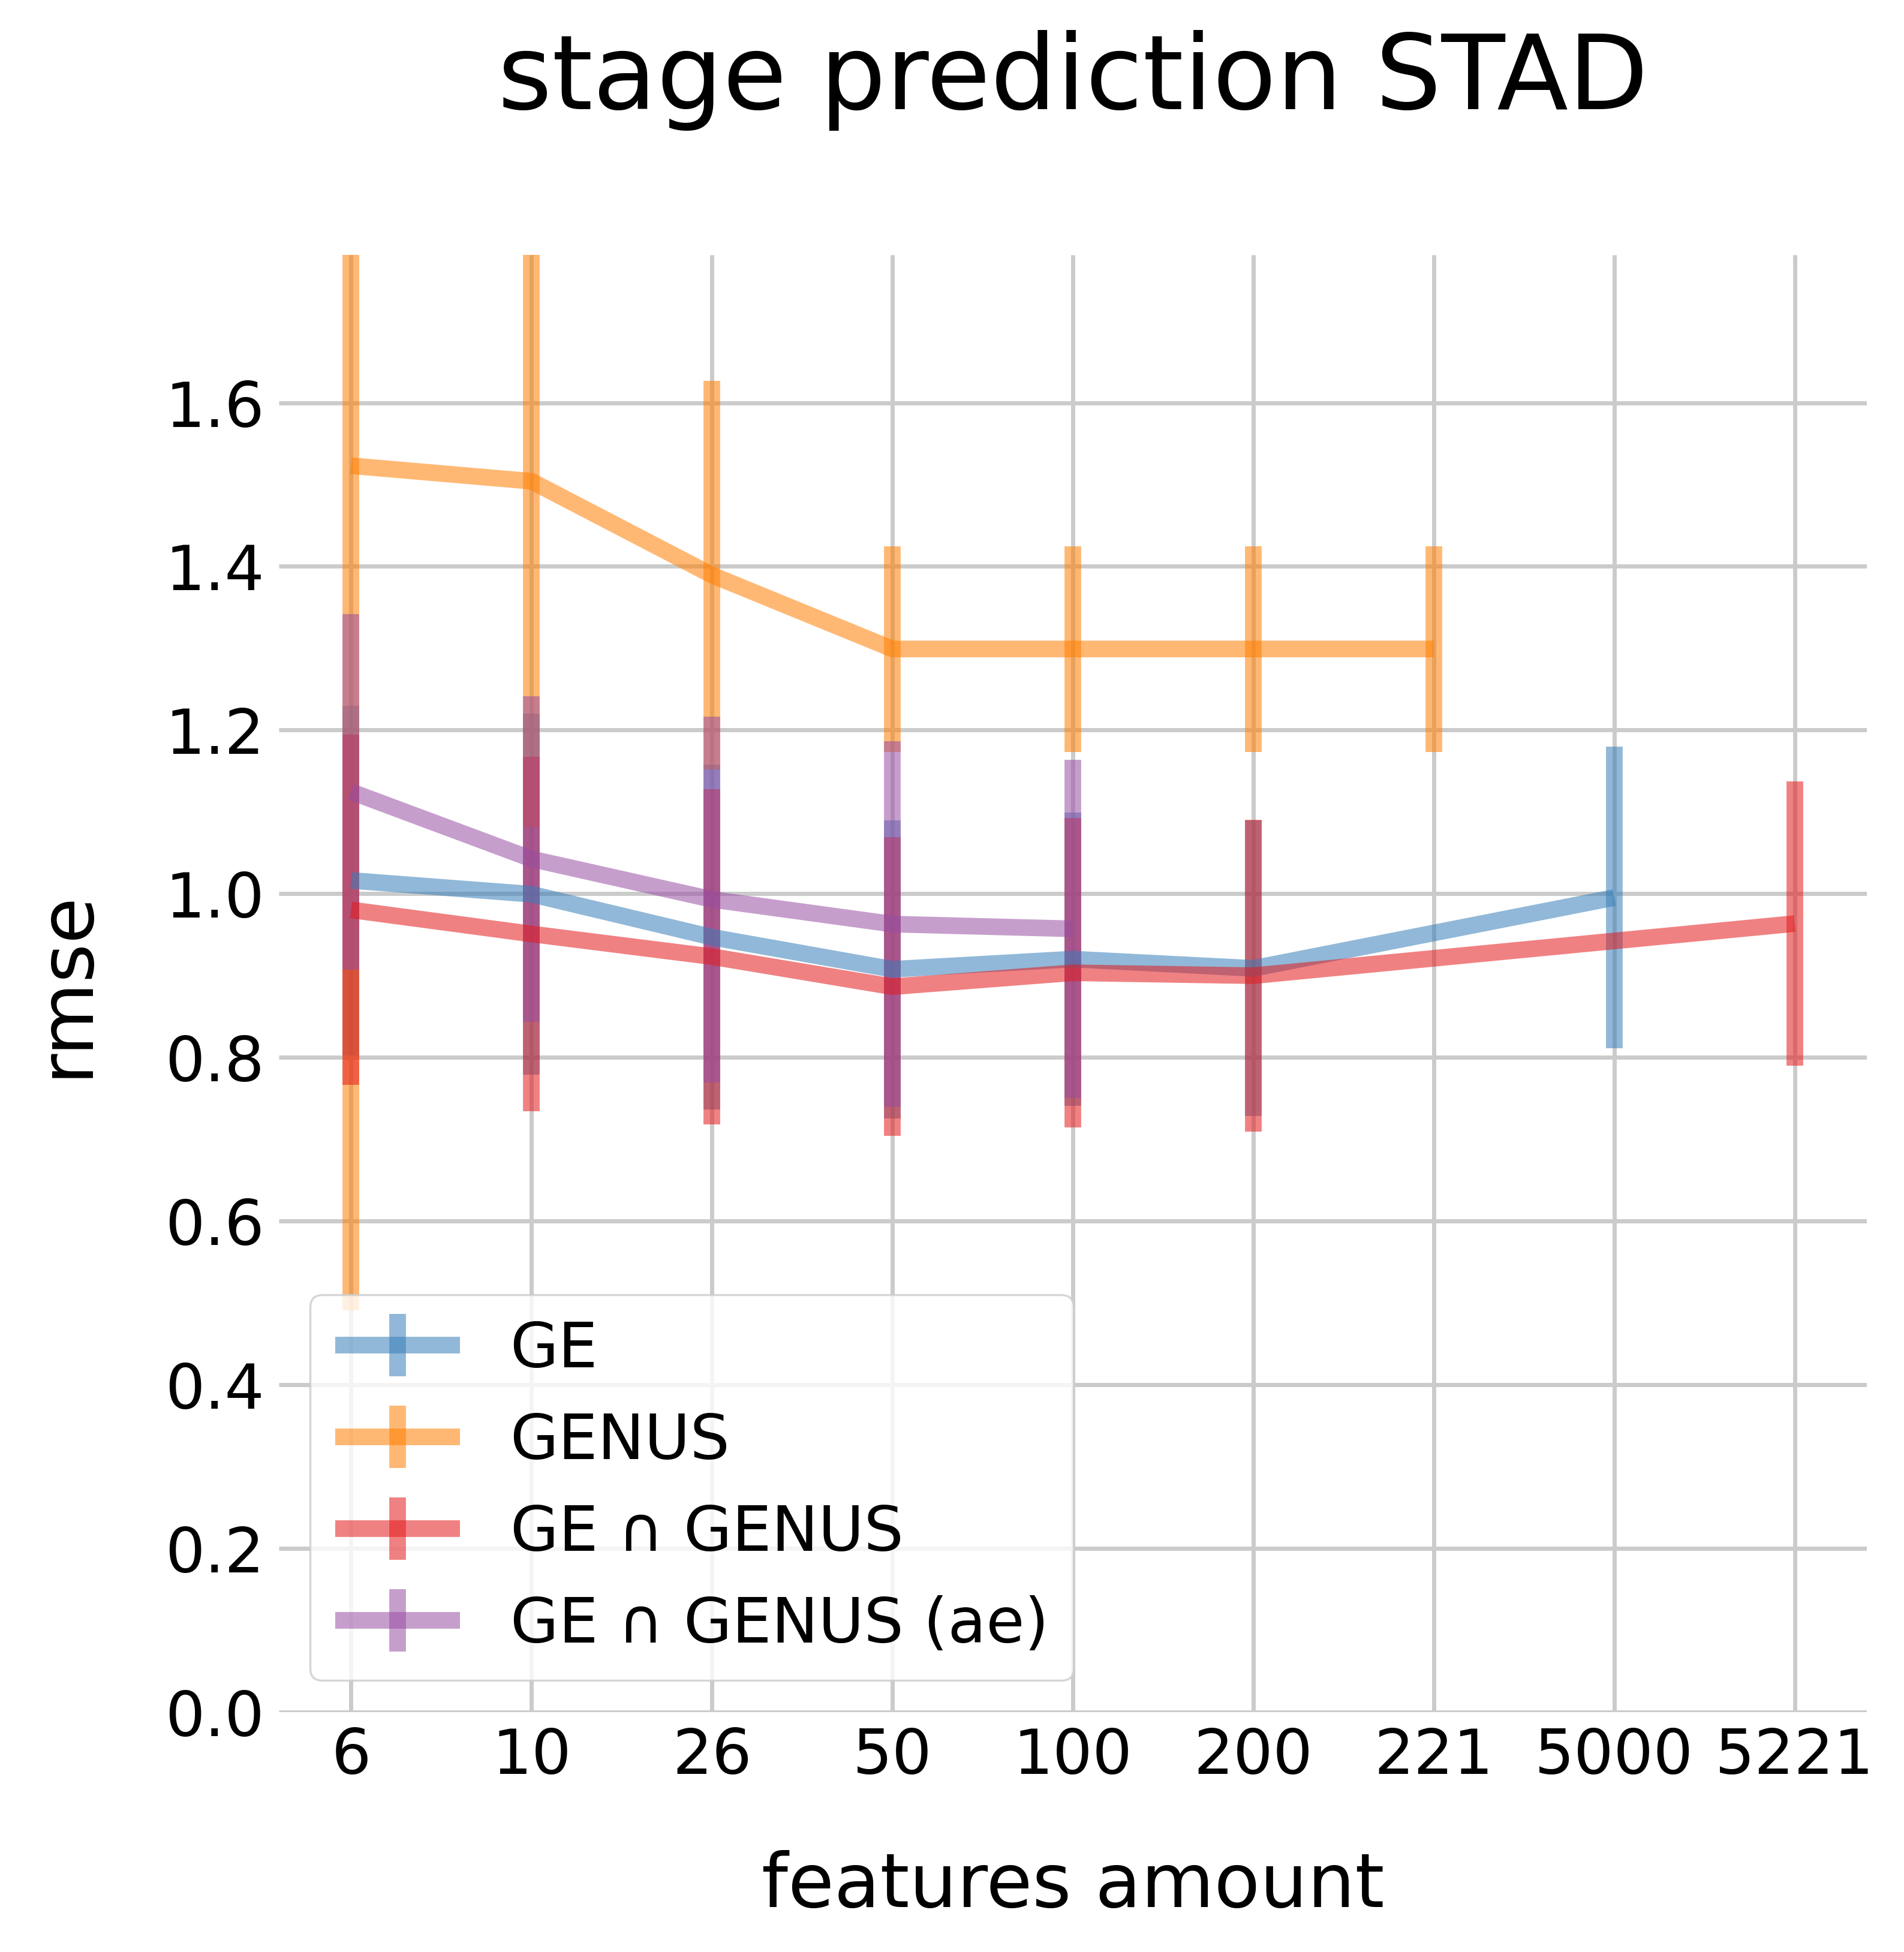 stage prediction STAD
rmse
1.6
1.4
1.2
1.0
0.8
0.6
0.4
0.2
0.0
GE
GENUS
GE ∩ GENUS
GE ∩ GENUS (ae)
6 10 26 50 100 200 221 5000 5221
features amount